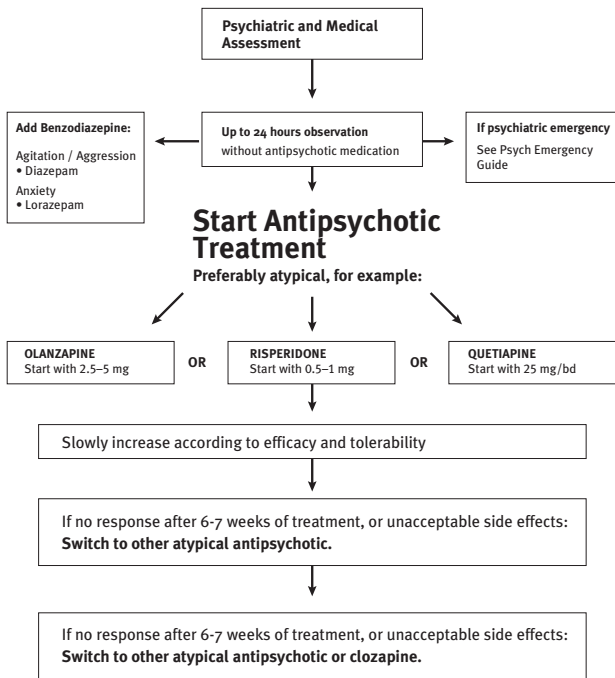 Psychiatric and Medical
Assessment
Add Benzodiazepine:
Agitation / Aggression
• Diazepam
Anxiety
• Lorazepam
Up to 24 hours observation
without antipsychotic medication
If psychiatric emergency
See Psych Emergency
Guide
Start Antipsychotic
Treatment
Preferably atypical, for example:
OLANZAPINE
Start with 2.5–5 mg
OR
RISPERIDONE
Start with 0.5–1 mg
OR
QUETIAPINE
Start with 25 mg/bd
Slowly increase according to efficacy and tolerability
If no response after 6-7 weeks of treatment, or unacceptable side effects:
Switch to other atypical antipsychotic.
If no response after 6-7 weeks of treatment, or unacceptable side effects:
Switch to other atypical antipsychotic or clozapine.